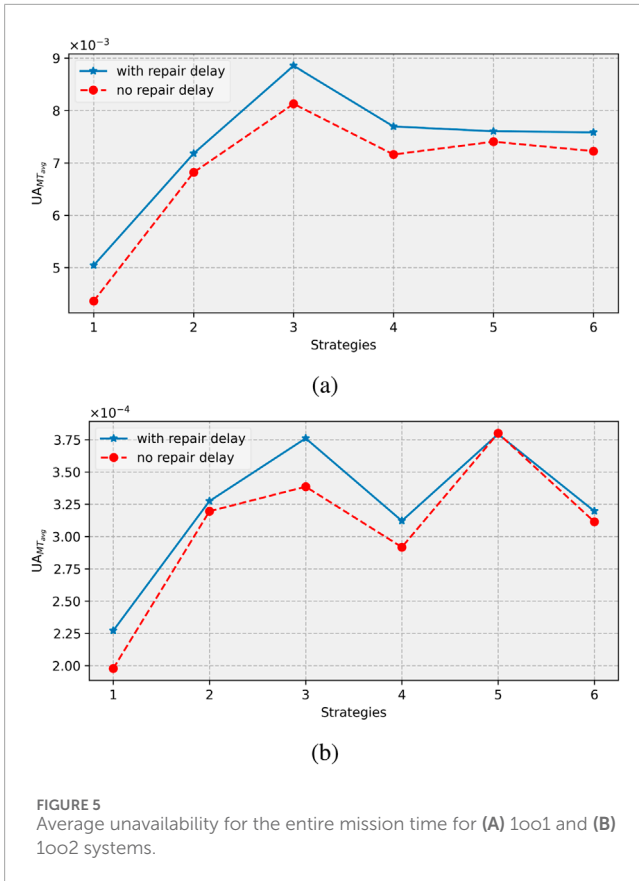 ×10⁻³
9
8
7
6
5
UA_MT_avg
with repair delay
no repair delay
1 2 3 4 5 6
Strategies
(a)
×10⁻⁴
3.75
3.50
3.25
3.00
2.75
2.50
2.25
2.00
UA_MT_avg
with repair delay
no repair delay
1 2 3 4 5 6
Strategies
(b)
FIGURE 5
Average unavailability for the entire mission time for (A) 1oo1 and (B)
1oo2 systems.